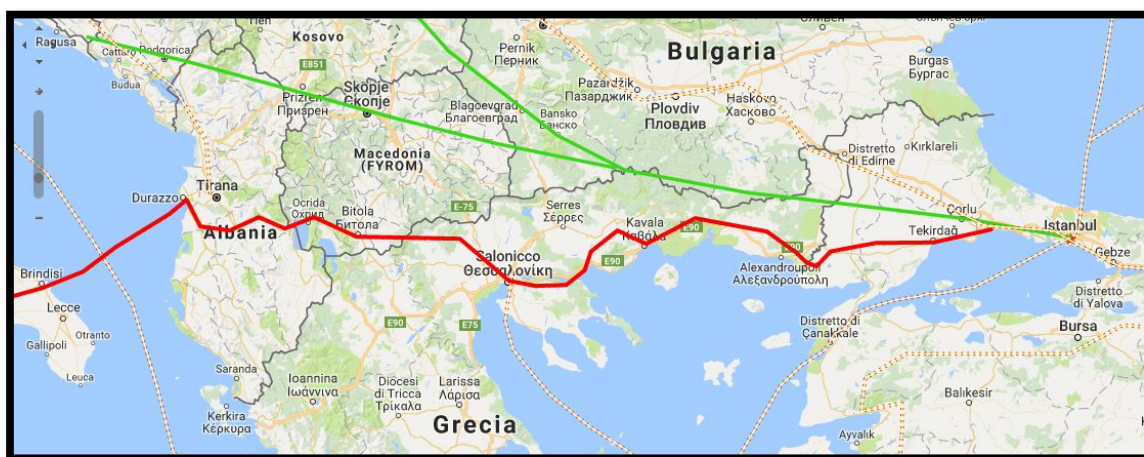 Ragusa
Cattaro
Podgorica
Budua
Kosovo
E851
Prizren
Призрен
Skopje
Скопје
Macedonia
(FYROM)
Pernik
Перник
Blagoevgrad
Благоевград
Bansko
Банско
Pazardžik
Пазарджик
Bulgaria
Plovdiv
Пловдив
Haskovo
Хасково
Burgas
Бургас
Distretto
di Edirne
Kırklareli
Durazzo
Tirana
Albania
Ocrida
Охрид
Bitola
Битола
E-75
Serres
Σέρρες
Kavala
Καβάλα
E90
E90
E90
Salonicco
Θεσσαλονίκη
Alexandroupoli
Αλεξανδρούπολη
Çorlu
Tekirdağ
Istanbul
Gebze
Distretto
di Yalova
Distretto di
Çanakkale
Bursa
Balıkesir
Ayvalık
Brindisi
Lecce
Otranto
Gallipoli
Leuca
Saranda
Kerkira
Κέρκυρα
Ioannina
Ιωάννινα
E90
E75
Diocesi
di Tricca
Τρίκαλα
Larissa
Λάρισα
Grecia